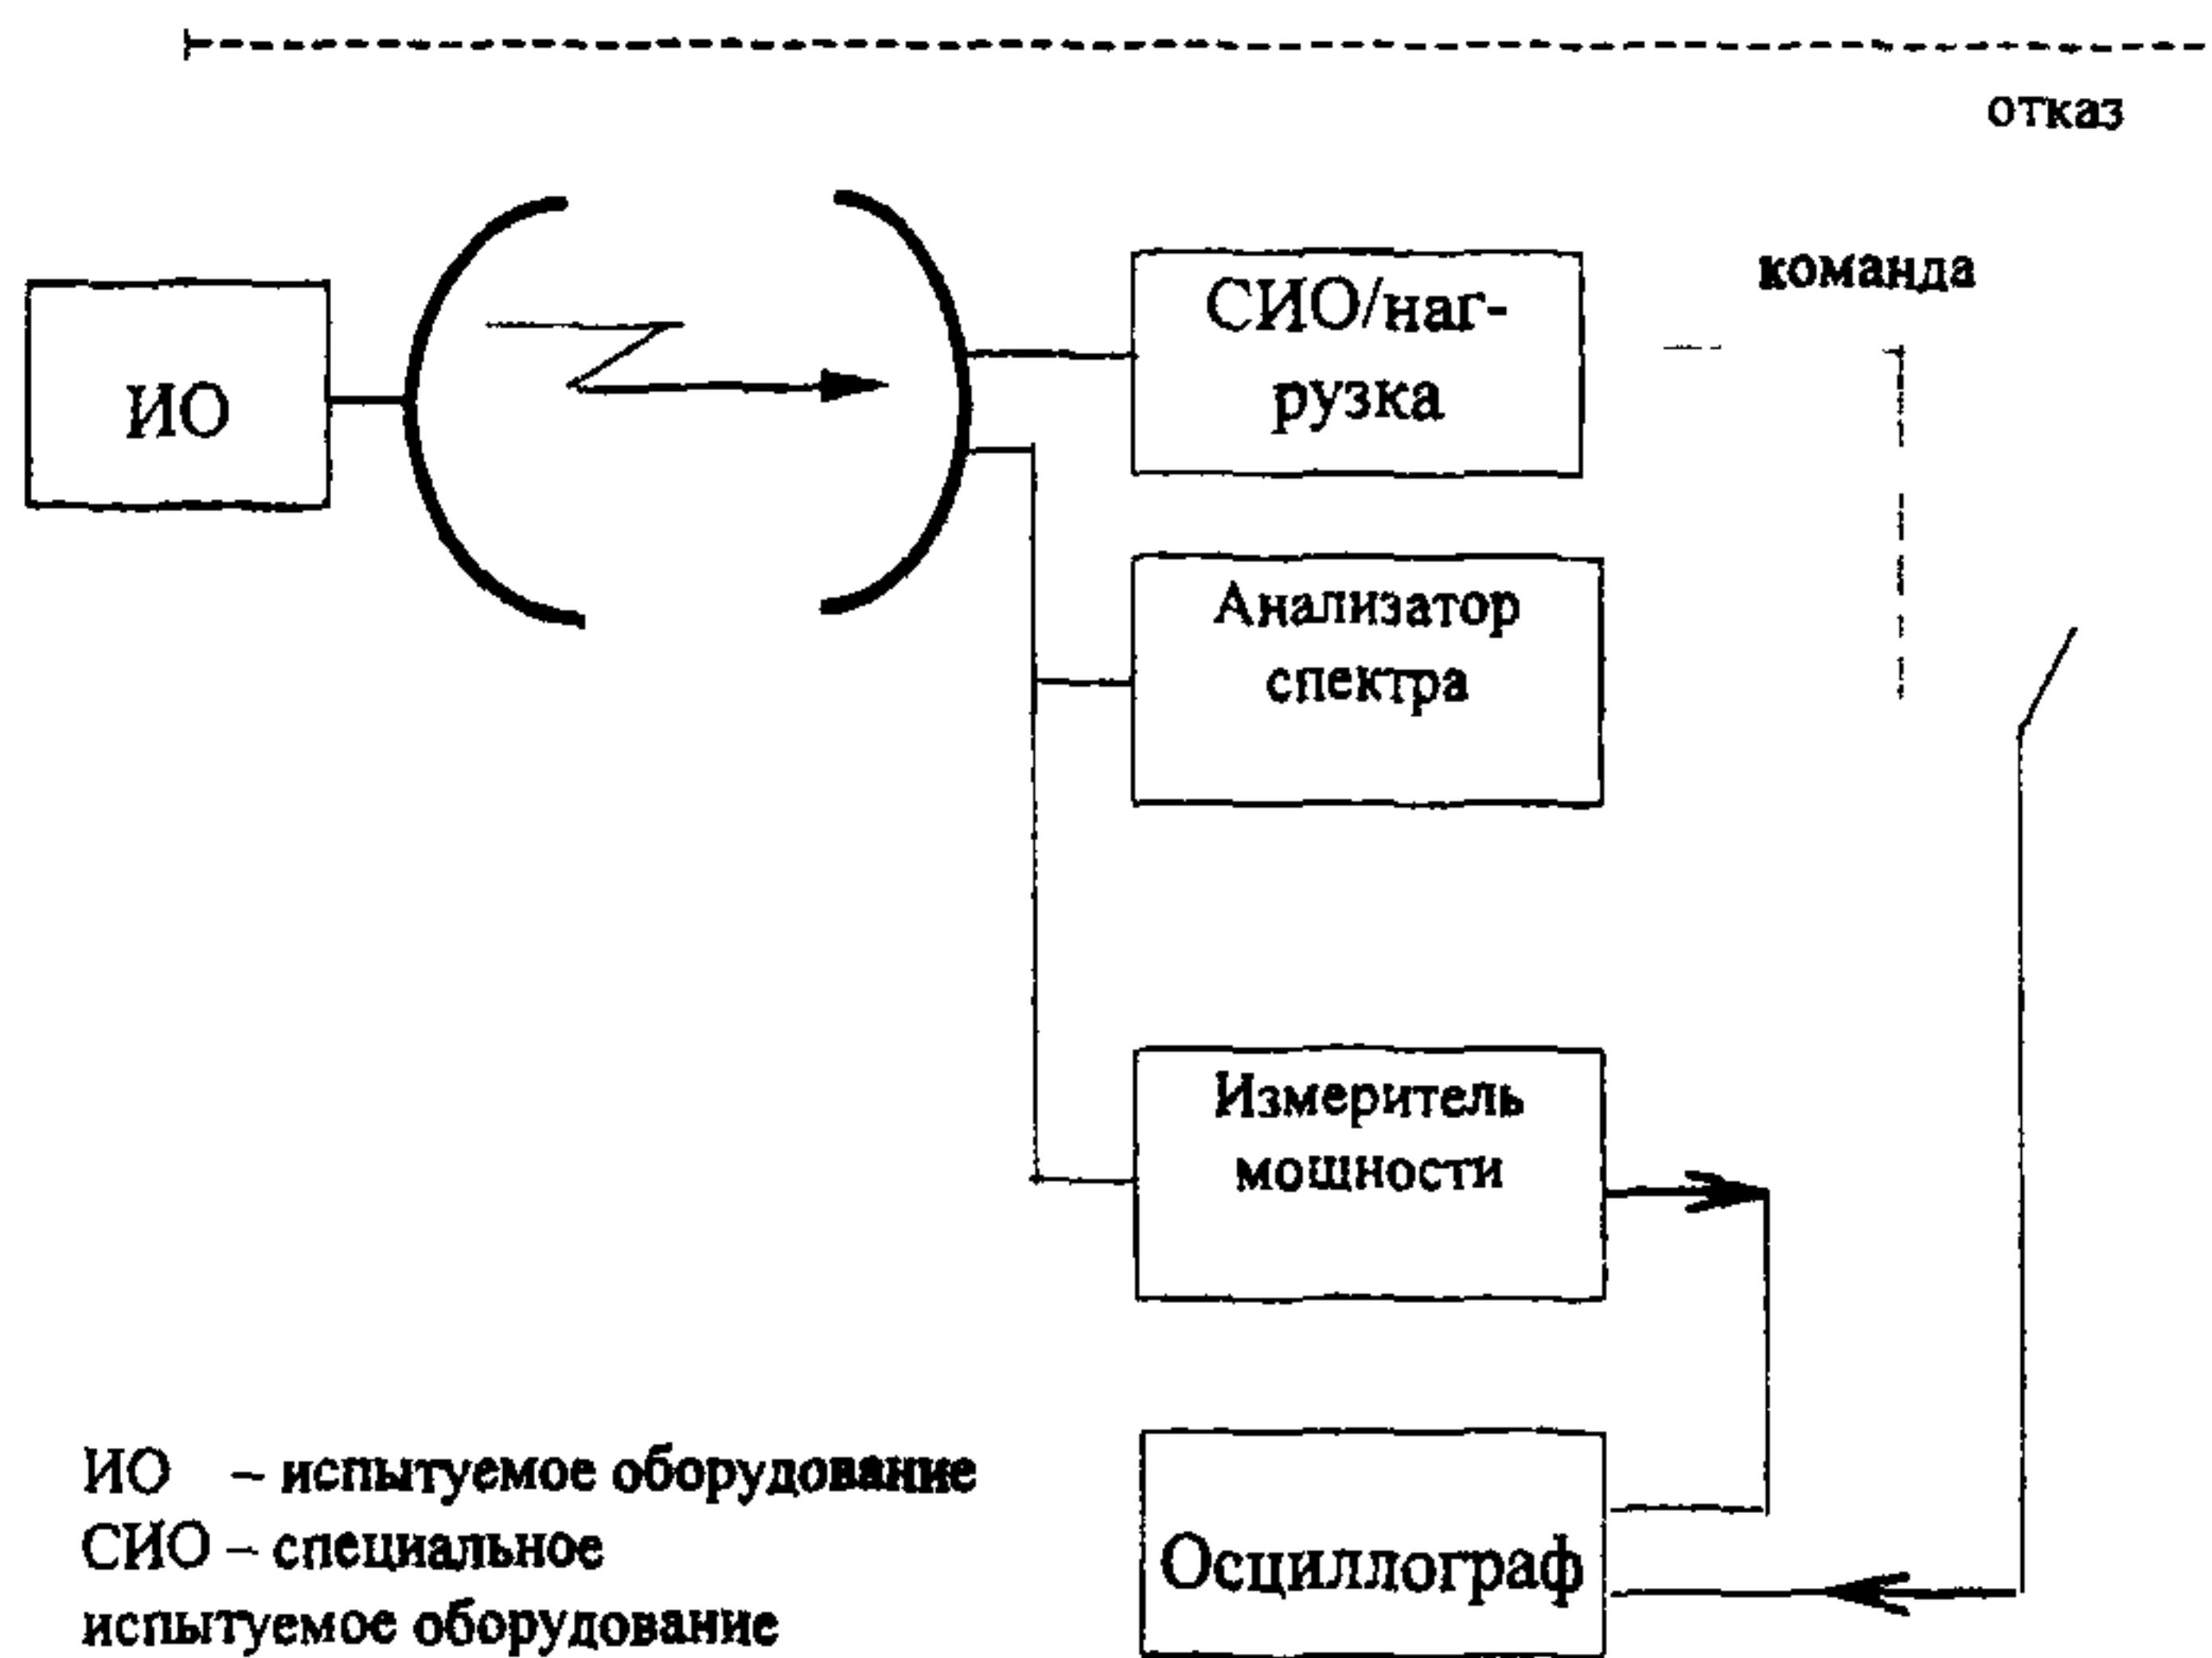 отказ
команда
СИО/наг-
рузка
ИО
Анализатор
спектра
Измеритель
мощности
Осциллограф
ИО – испытуемое оборудование
СИО – специальное
испытуемое оборудование